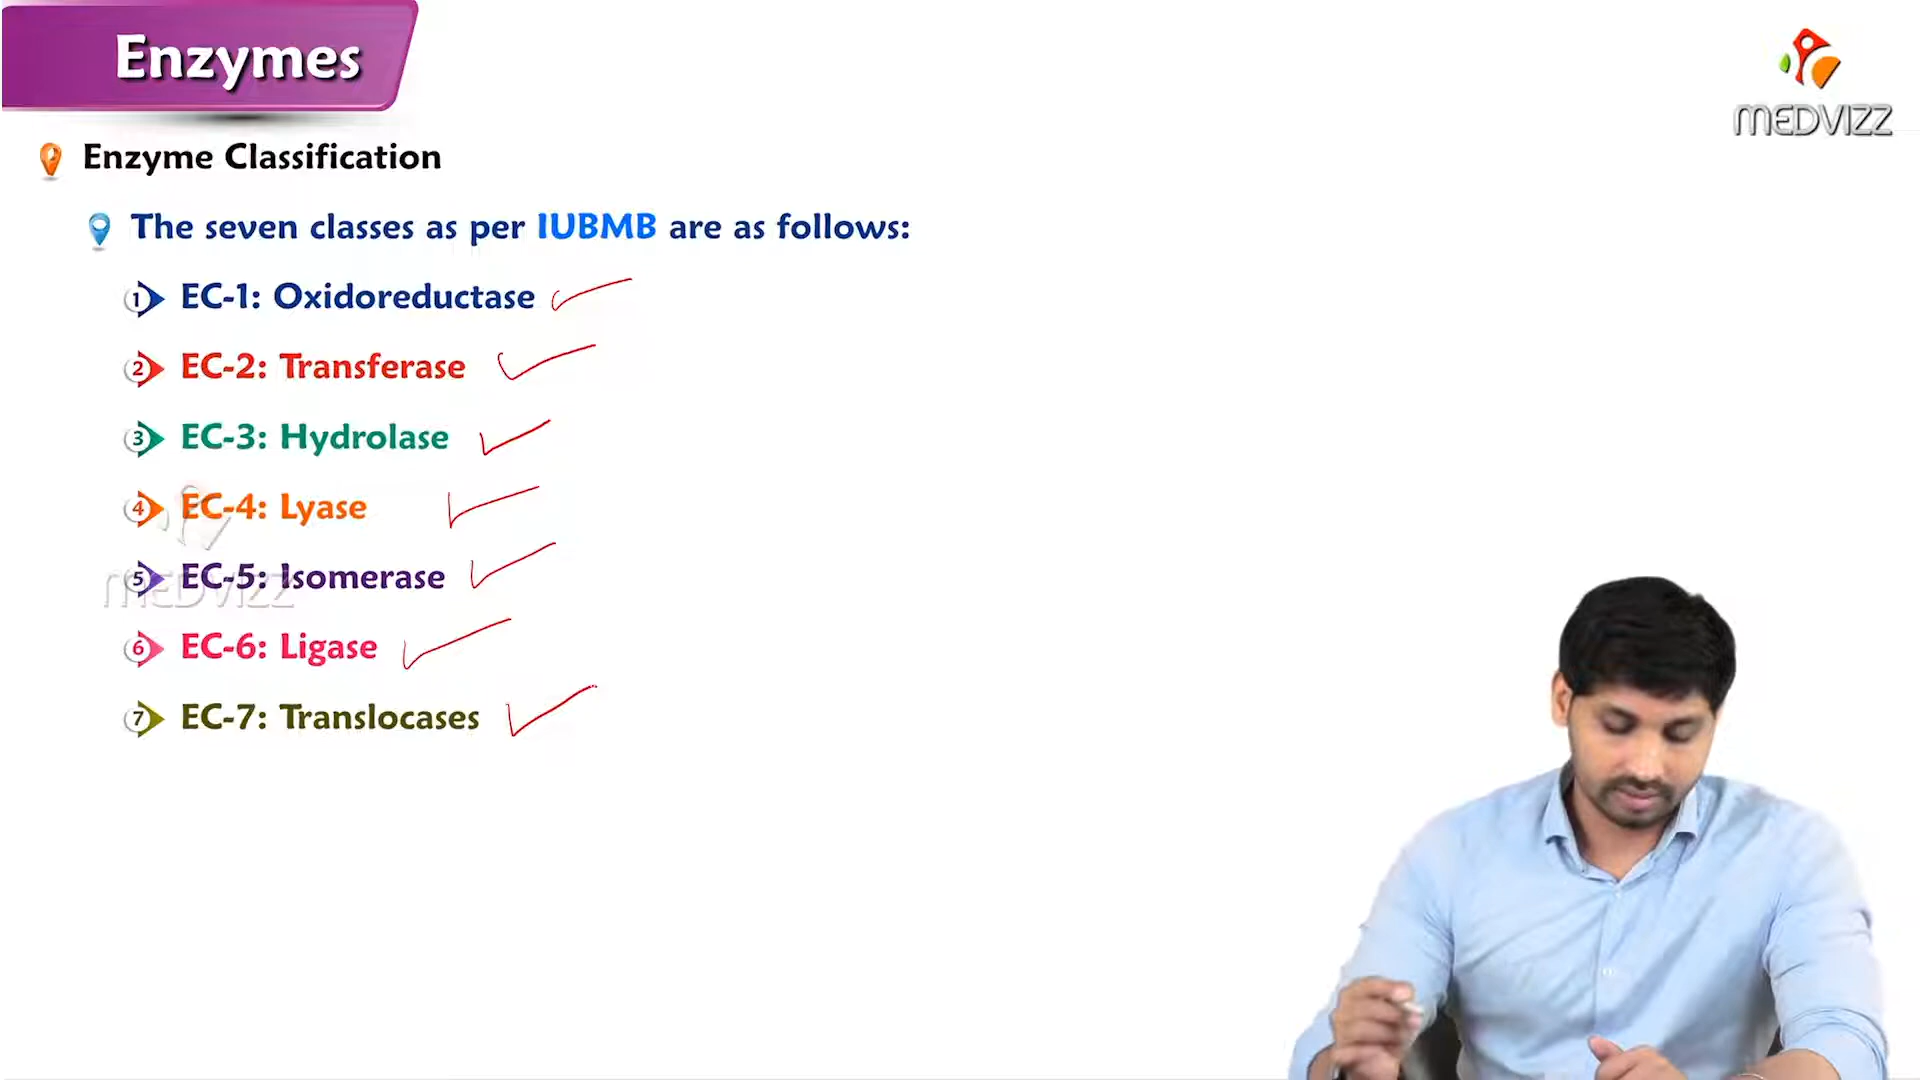 Enzymes
MEDVIZZ
Enzyme Classification
The seven classes as per IUBMB are as follows:
1 EC-1: Oxidoreductase
2 EC-2: Transferase
3 EC-3: Hydrolase
4 EC-4: Lyase
5 EC-5: Isomerase
MEDVIZZ
6 EC-6: Ligase
7 EC-7: Translocases